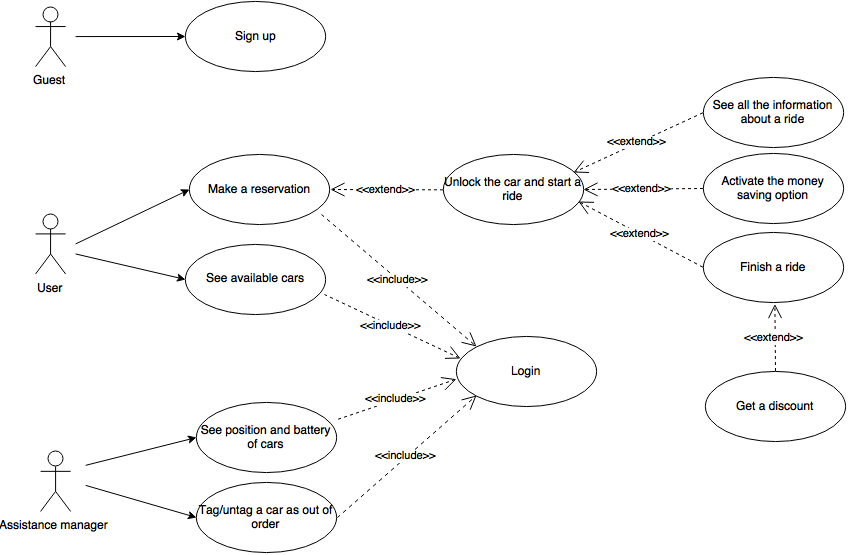 Sign up
Guest
See all the information
about a ride
<<extend>>
Make a reservation
<<extend>>
Unlock the car and start a
ride
<<extend>>
Activate the money
saving option
<<extend>>
User
See available cars
<<include>>
Finish a ride
<<include>>
<<extend>>
Login
<<include>>
Get a discount
See position and battery
of cars
<<include>>
Assistance manager
Tag/untag a car as out of
order